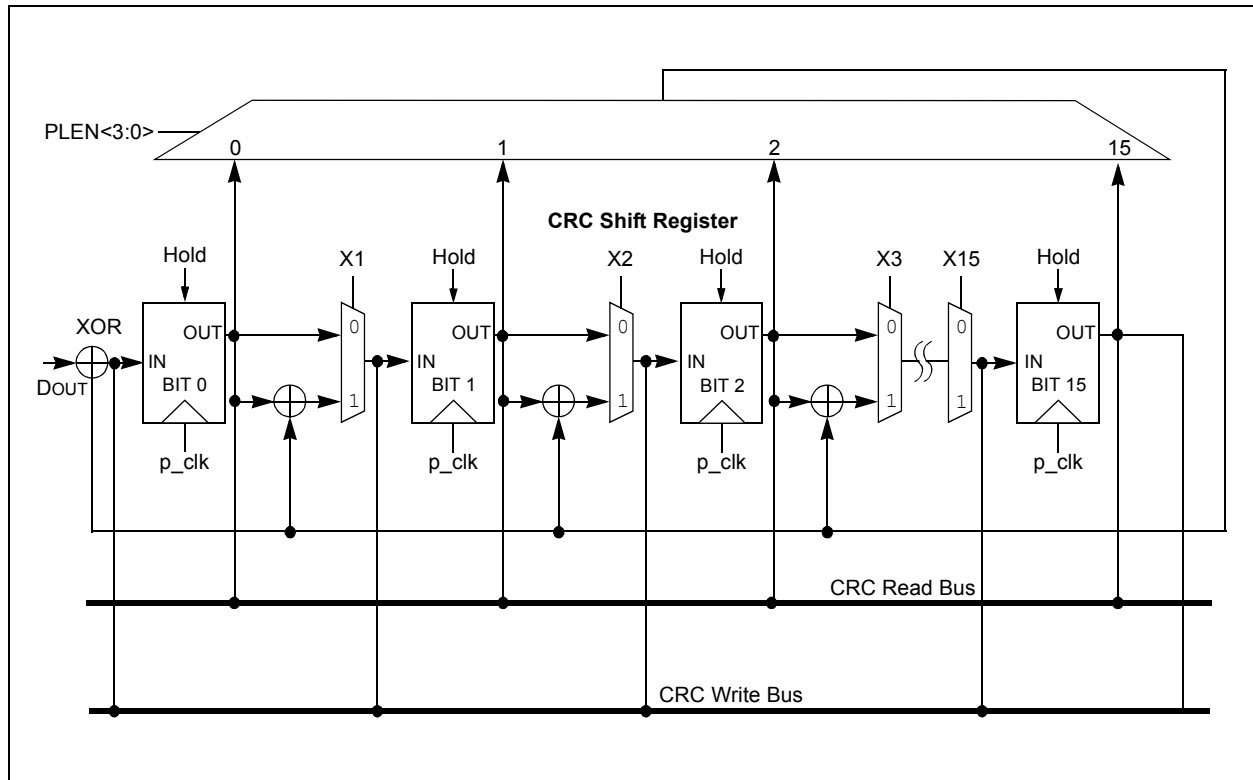 PLEN<3:0>
0 1 2 15
CRC Shift Register
Hold X1 Hold X2 Hold X3 X15 Hold
XOR
OUT 0 OUT 0 OUT 0 0 OUT
IN IN IN IN
DOUT
BIT 0 1 BIT 1 1 BIT 2 1 1 BIT 15
p_clk p_clk p_clk p_clk
CRC Read Bus
CRC Write Bus